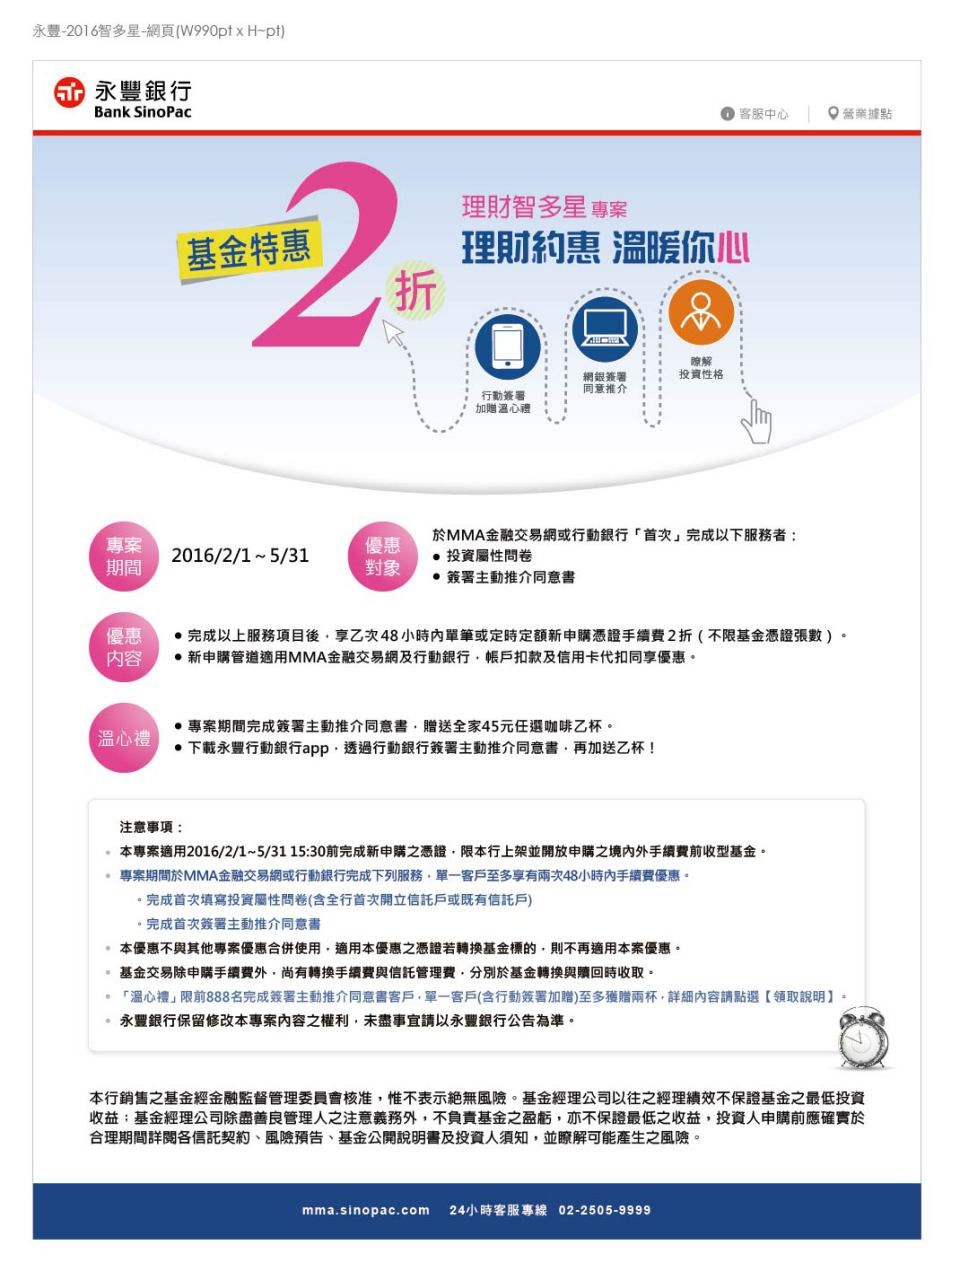 永豐-2016智多星-網頁(W990pt x H~pt)
永豐銀行
Bank SinoPac
客服中心
營業據點
基金特惠
2
折
理財智多星 專案
理財約惠 溫暖你心
行動簽署
加贈溫心禮
網銀簽署
同意推介
瞭解
投資性格
專案
期間
2016/2/1~5/31
優惠
對象
於MMA金融交易網或行動銀行「首次」完成以下服務者：
● 投資屬性問卷
● 簽署主動推介同意書
優惠
內容
● 完成以上服務項目後，享乙次48小時內單筆或定時定額新申購憑證手續費2折（不限基金憑證張數）。
● 新申購管道適用MMA金融交易網及行動銀行，帳戶扣款及信用卡代扣同享優惠。
溫心禮
● 專案期間完成簽署主動推介同意書，贈送全家45元任選咖啡乙杯。
● 下載永豐行動銀行app，透過行動銀行簽署主動推介同意書，再加送乙杯！
注意事項：
● 本專案適用2016/2/1~5/31 15:30前完成新申購之憑證，限本行上架並開放申購之境內外手續費前收型基金。
● 專案期間於MMA金融交易網或行動銀行完成下列服務，單一客戶至多享有兩次48小時內手續費優惠。
。完成首次填寫投資屬性問卷(含全行首次開立信託戶或既有信託戶)
。完成首次簽署主動推介同意書
● 本優惠不與其他專案優惠合併使用，適用本優惠之憑證若轉換基金標的，則不再適用本案優惠。
● 基金交易除申購手續費外，尚有轉換手續費與信託管理費，分別於基金轉換與贖回時收取。
● 「溫心禮」限前888名完成簽署主動推介同意書客戶，單一客戶(含行動簽署加贈)至多獲贈兩杯，詳細內容請點選【領取說明】。
● 永豐銀行保留修改本專案內容之權利，未盡事宜請以永豐銀行公告為準。
本行銷售之基金經金融監督管理委員會核准，惟不表示絕無風險。基金經理公司以往之經理績效不保證基金之最低投資
收益；基金經理公司除盡善良管理人之注意義務外，不負責基金之盈虧，亦不保證最低之收益，投資人申購前應確實於
合理期間詳閱各信託契約、風險預告、基金公開說明書及投資人須知，並瞭解可能產生之風險。
mma.sinopac.com 24小時客服專線 02-2505-9999